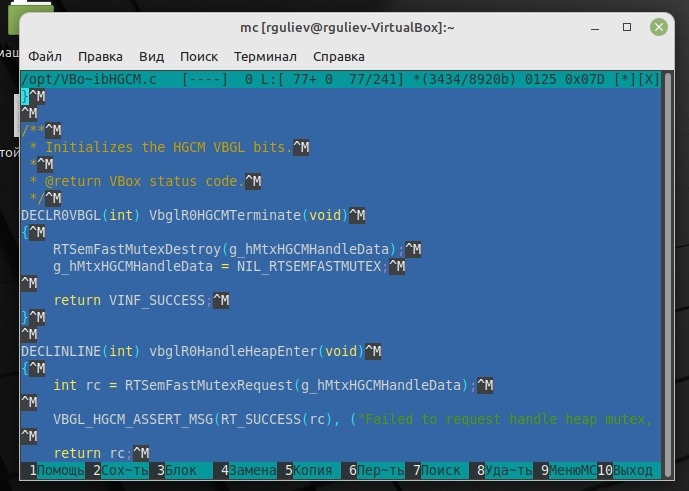 mc [rguliev@rguliev-VirtualBox]:~
Файл Правка Вид Поиск Терминал Справка
/opt/VBo~ibHGCM.c [----] 0 L:[ 77+ 0 77/241] *(3434/8920b) 0125 0x07D [*][X]
}^M
^M
/**^M
* Initializes the HGCM VBGL bits.^M
*^M
* @return VBox status code.^M
*/^M
DECLR0VBGL(int) VbglR0HGCMTerminate(void)^M
{^M
RTSemFastMutexDestroy(g_hMtxHGCMHandleData);^M
g_hMtxHGCMHandleData = NIL_RTSEMFASTMUTEX;^M
^M
return VINF_SUCCESS;^M
}^M
^M
DECLINLINE(int) vbglR0HandleHeapEnter(void)^M
{^M
int rc = RTSemFastMutexRequest(g_hMtxHGCMHandleData);^M
^M
VBGL_HGCM_ASSERT_MSG(RT_SUCCESS(rc), ("Failed to request handle heap mutex,
^M
return rc;^M
1Помощь 2Сох~ть 3Блок 4Замена 5Копия 6Пер~ть 7Поиск 8Уда~ть 9МенюMC 10Выход